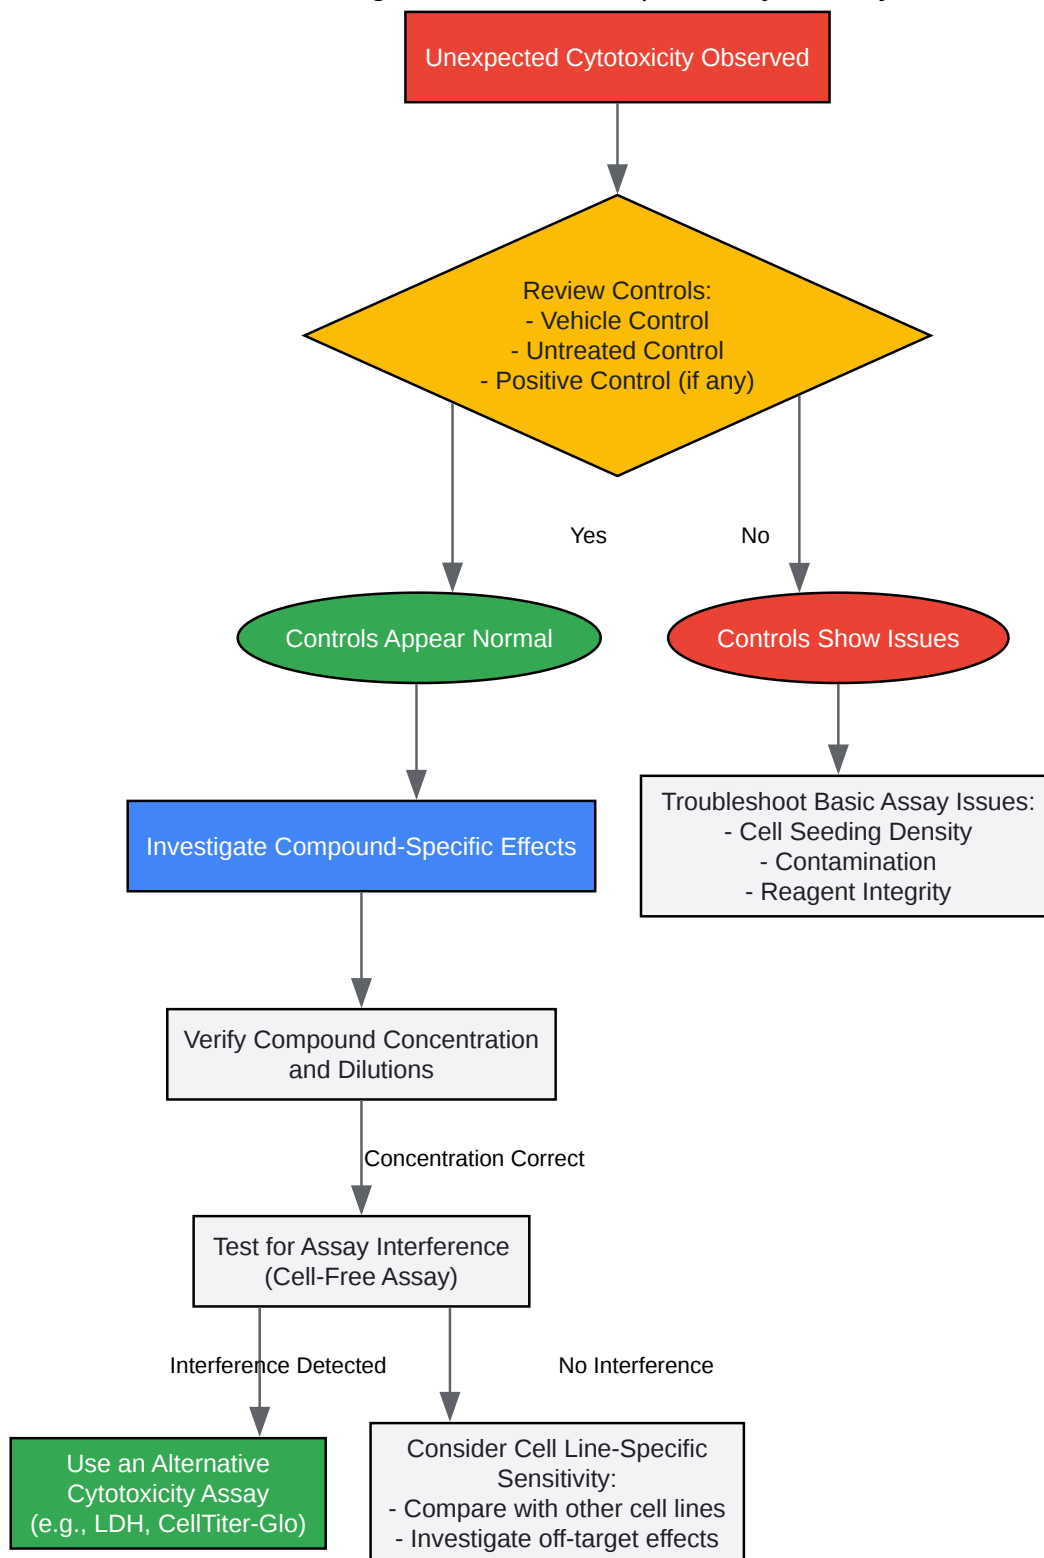 Unexpected Cytotoxicity Observed
Review Controls:
- Vehicle Control
- Untreated Control
- Positive Control (if any)
Yes
No
Controls Appear Normal
Controls Show Issues
Troubleshoot Basic Assay Issues:
- Cell Seeding Density
- Contamination
- Reagent Integrity
Investigate Compound-Specific Effects
Verify Compound Concentration
and Dilutions
Concentration Correct
Test for Assay Interference
(Cell-Free Assay)
Interference Detected
No Interference
Use an Alternative
Cytotoxicity Assay
(e.g., LDH, CellTiter-Glo)
Consider Cell Line-Specific
Sensitivity:
- Compare with other cell lines
- Investigate off-target effects